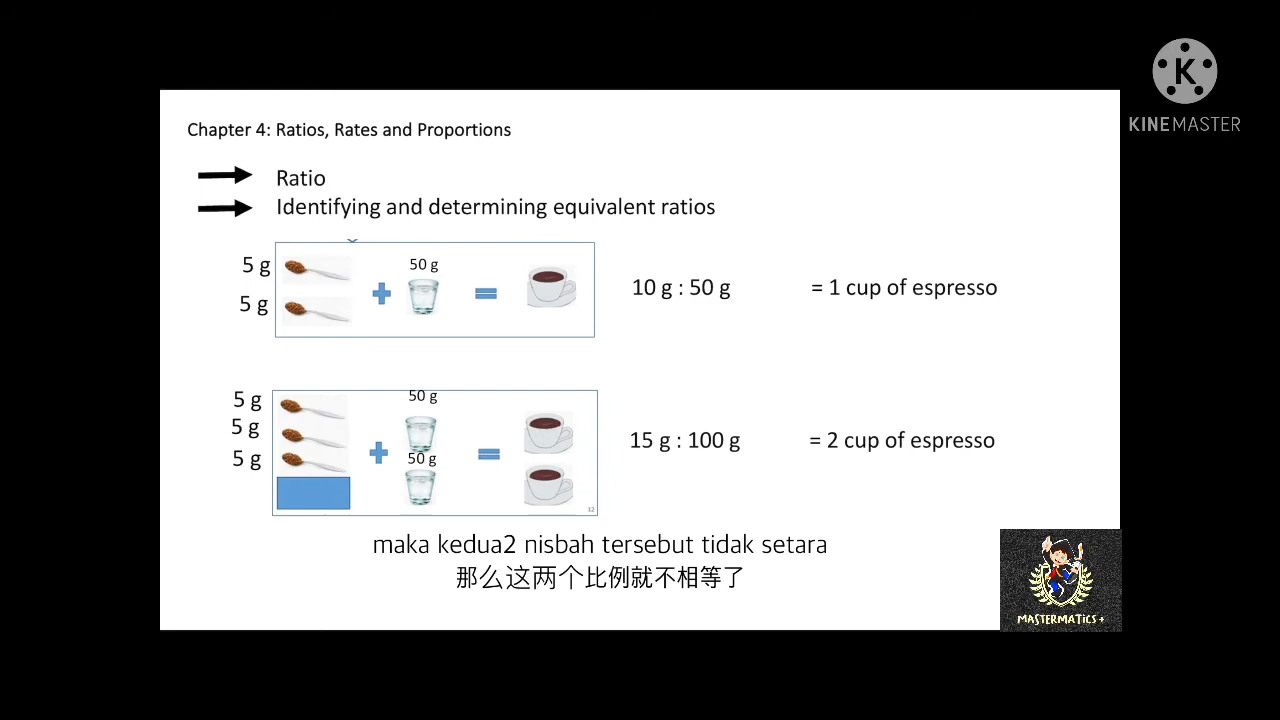 K
KINEMASTER
Chapter 4: Ratios, Rates and Proportions
Ratio
Identifying and determining equivalent ratios
5 g
5 g
50 g
10 g : 50 g
= 1 cup of espresso
5 g
5 g
5 g
50 g
50 g
15 g : 100 g
= 2 cup of espresso
12
maka kedua2 nisbah tersebut tidak setara
那么这两个比例就不相等了
MASTERMATICS +